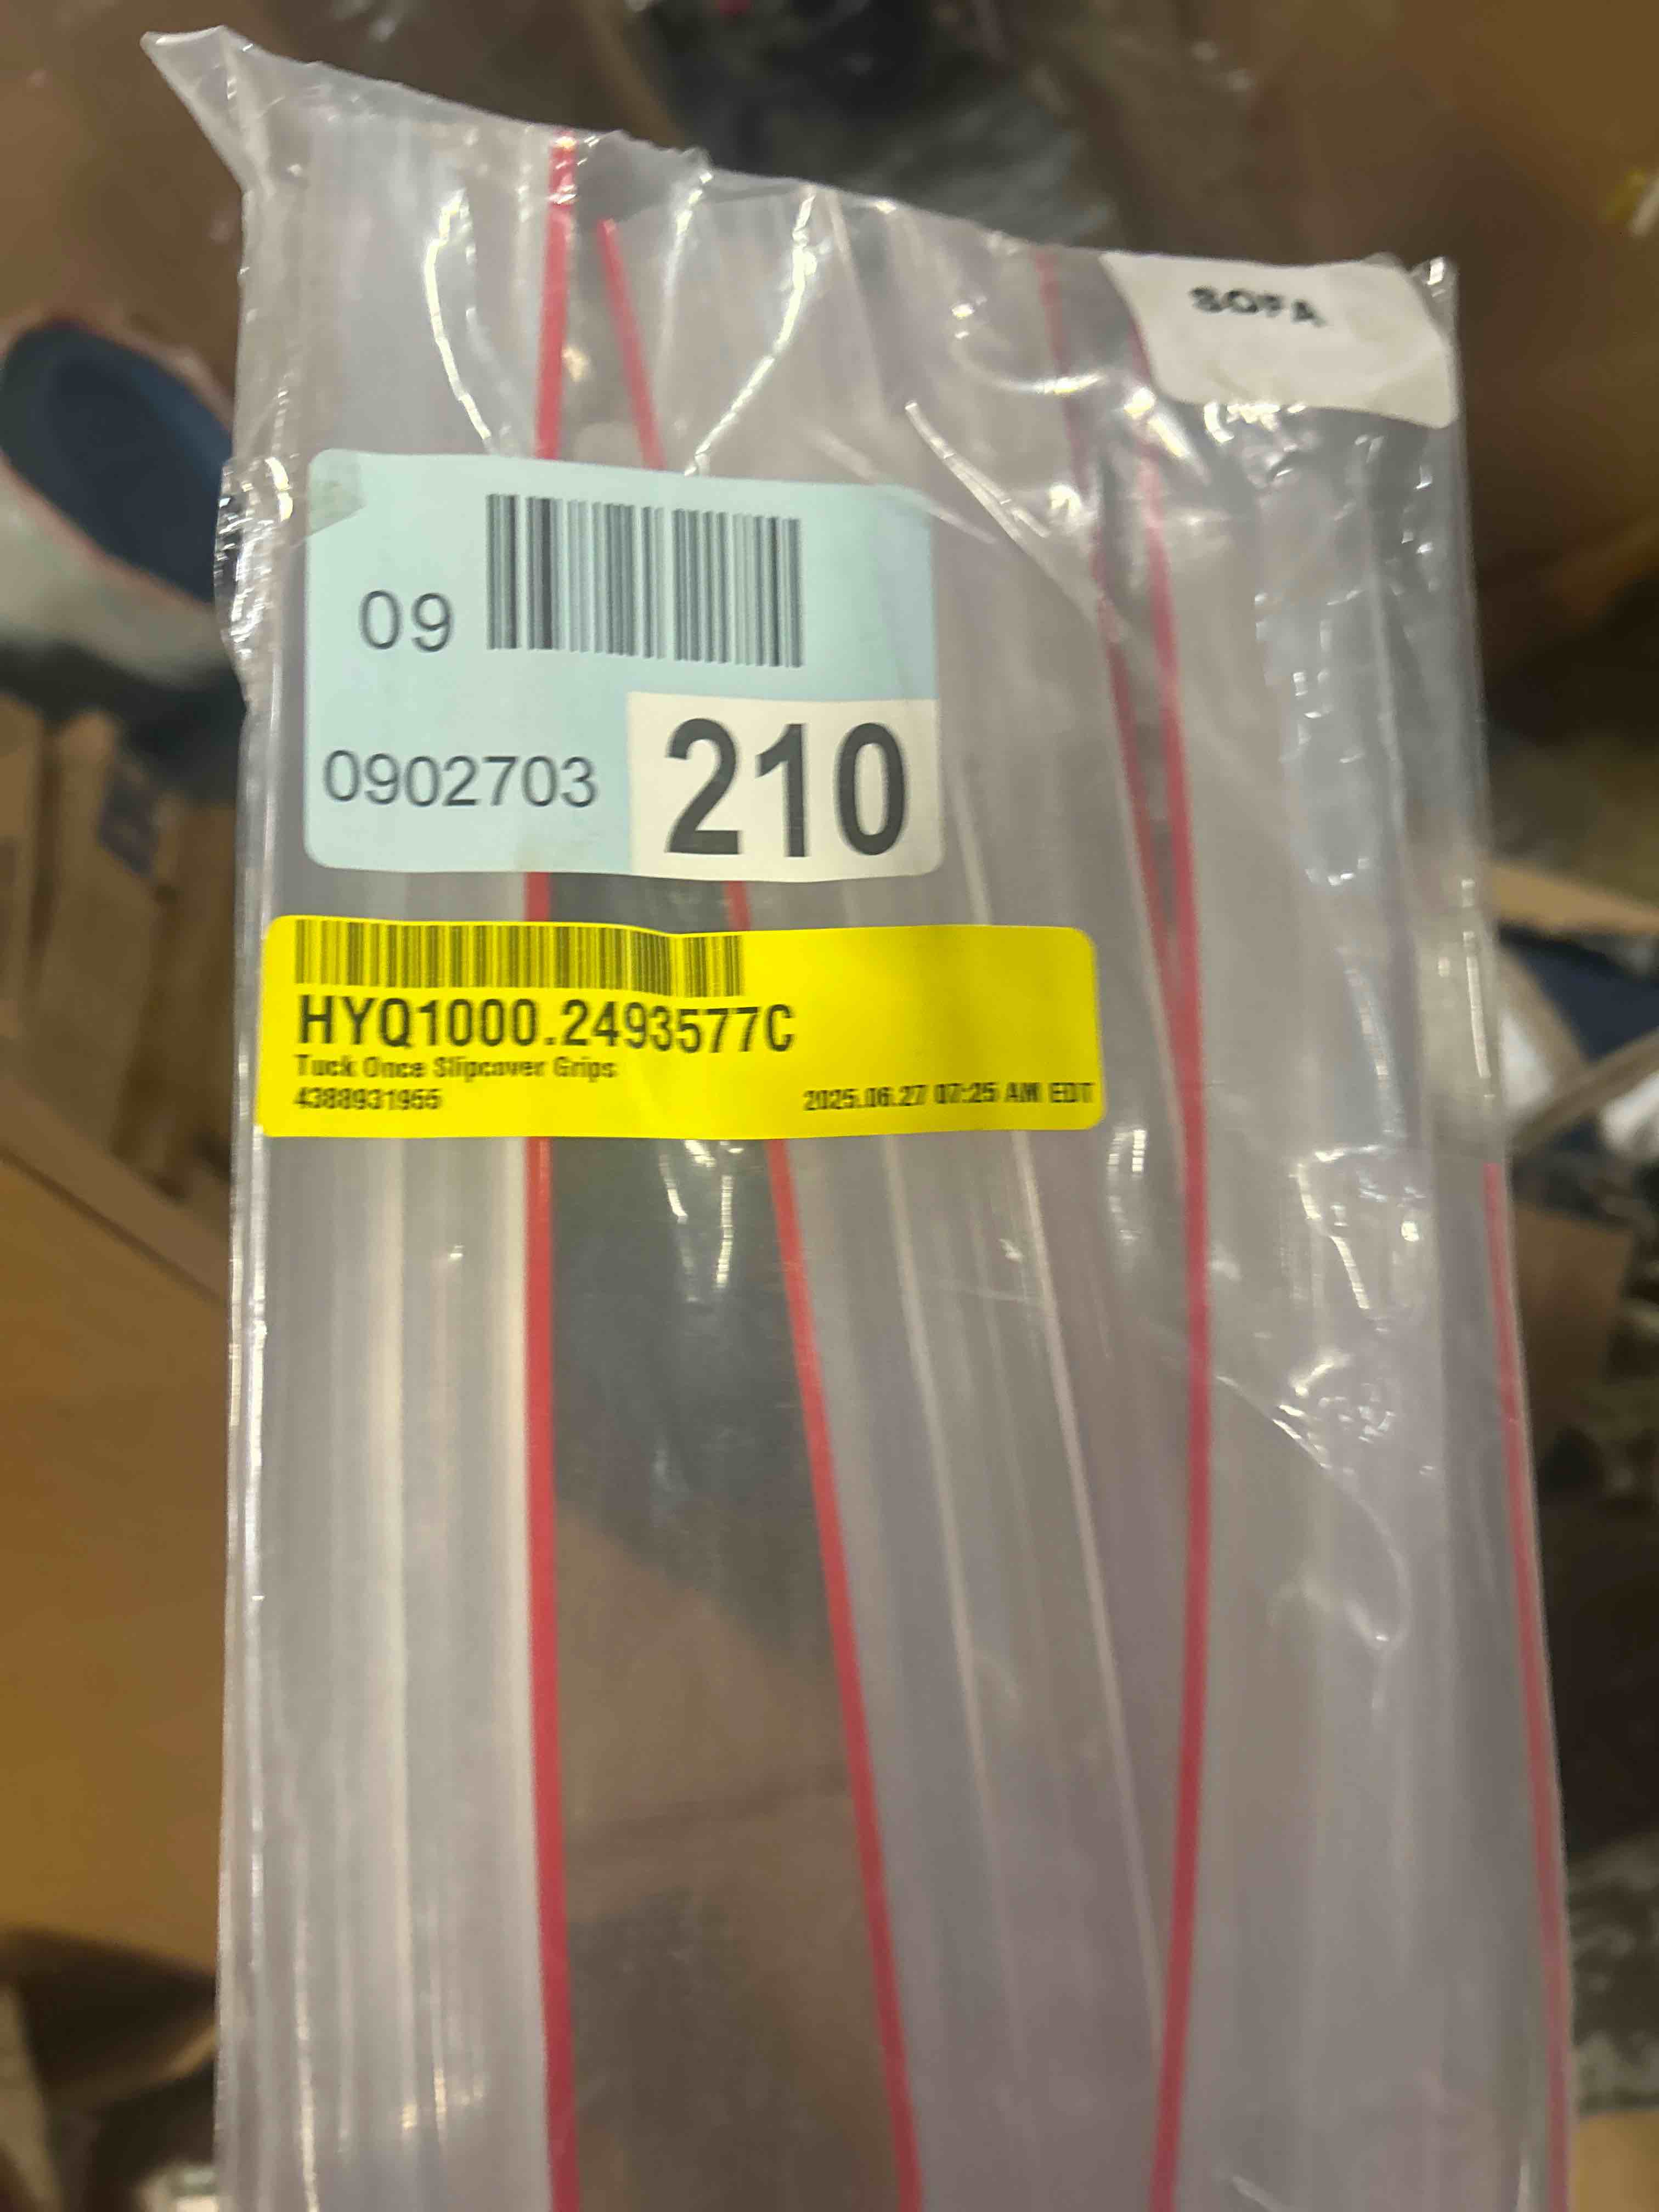 SOFA
09
0902703
210
HYQ1000.2493577C
Tuck Once Slipcover Grips
4388931955
2025.06.27 07:25 AM EDT